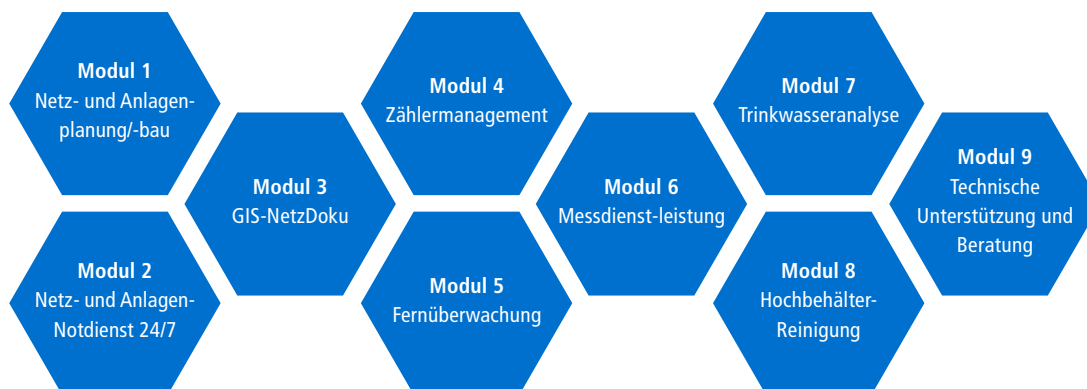 Modul 1
Netz- und Anlagen-
planung/-bau
Modul 2
Netz- und Anlagen-
Notdienst 24/7
Modul 3
GIS-NetzDoku
Modul 4
Zählermanagement
Modul 5
Fernüberwachung
Modul 6
Messdienst-leistung
Modul 7
Trinkwasseranalyse
Modul 8
Hochbehälter-
Reinigung
Modul 9
Technische
Unterstützung und
Beratung